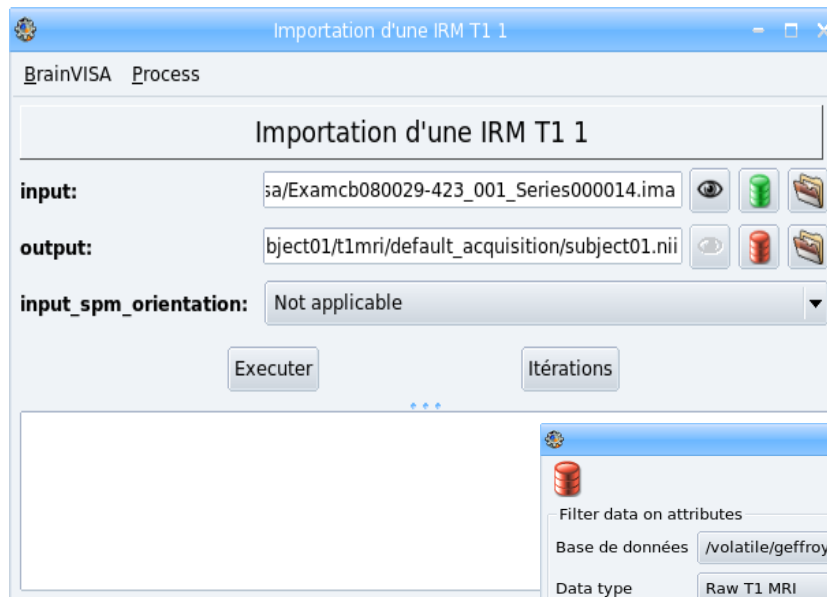 Importation d'une IRM T1 1
BrainVISA Process
Importation d'une IRM T1 1
input: sa/Examcb080029-423_001_Series000014.ima
output: bject01/t1mri/default_acquisition/subject01.nii
input_spm_orientation: Not applicable
Executer Itérations
Filter data on attributes
Base de données /volatile/geffroy
Data type Raw T1 MRI